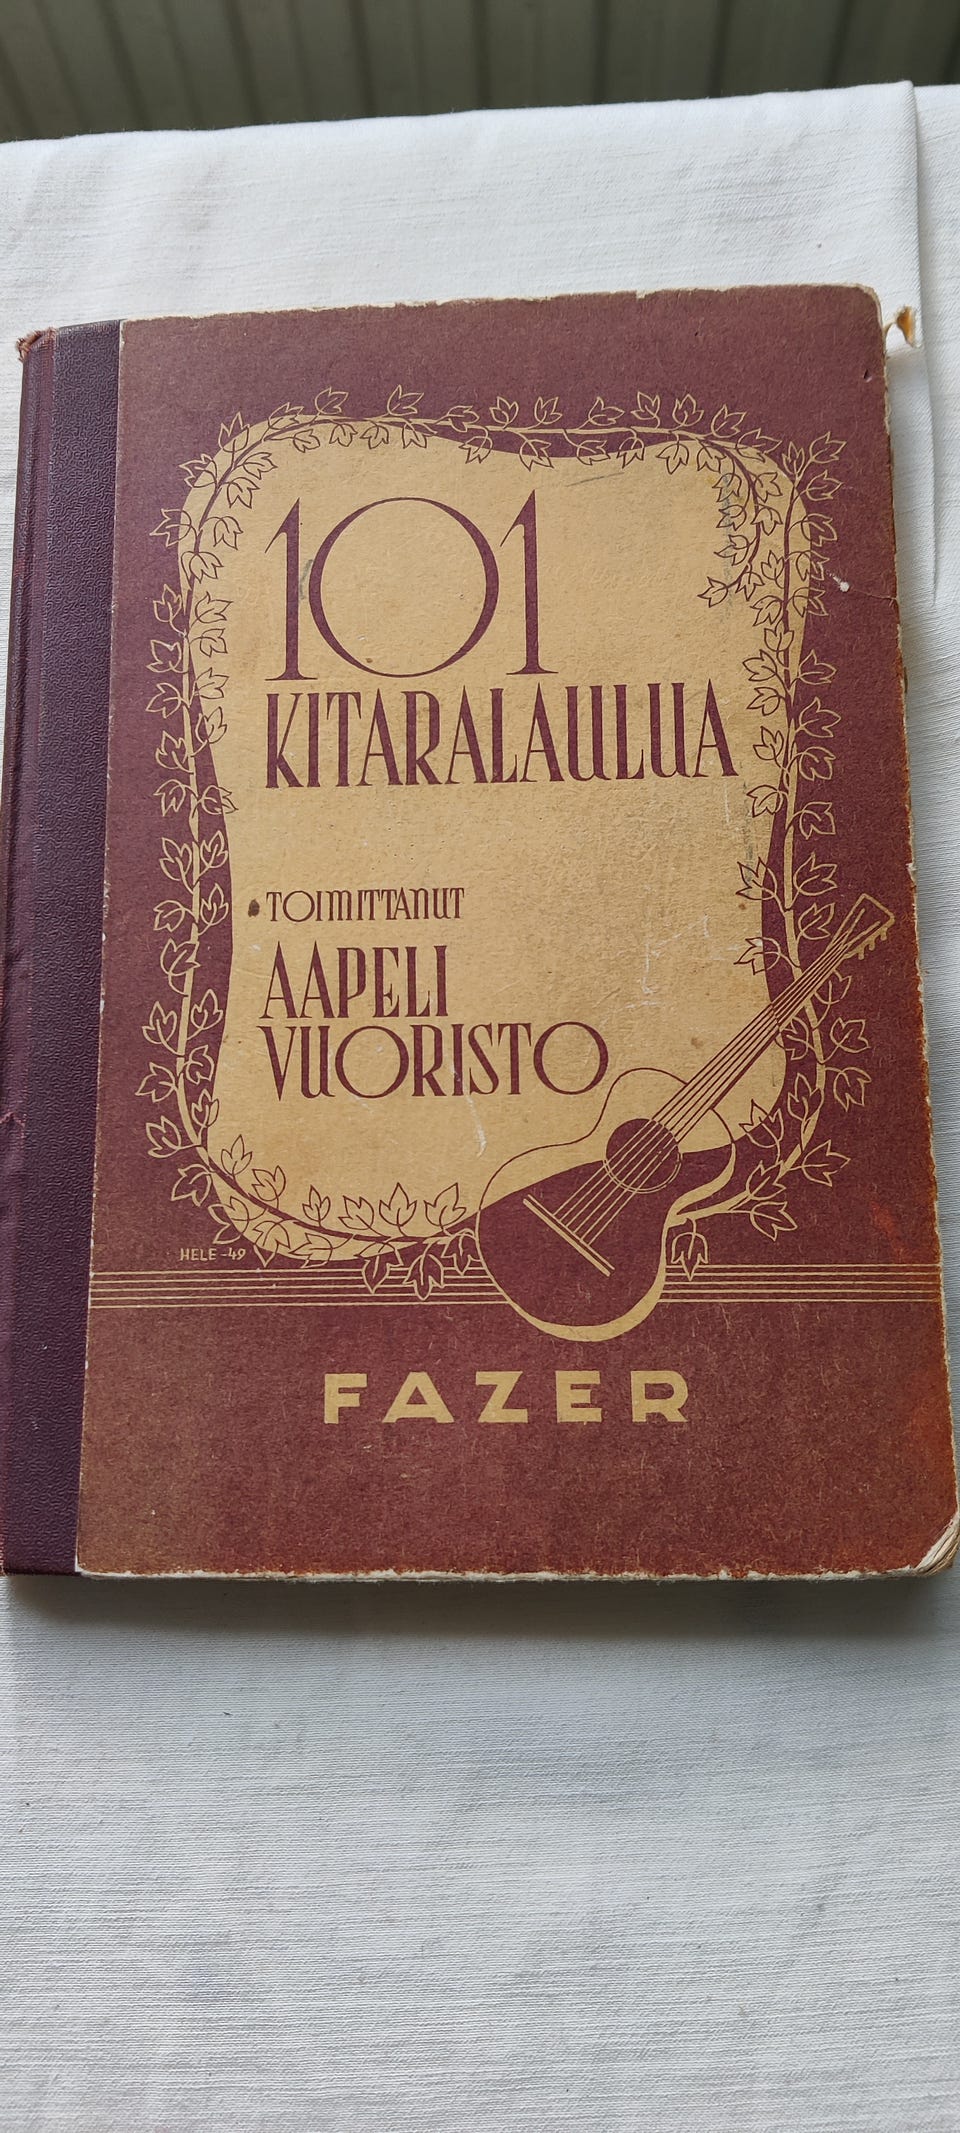 101
KITARALAULUA
TOIMITTANUT
AAPELI
VUORISTO
HELE -49
FAZER